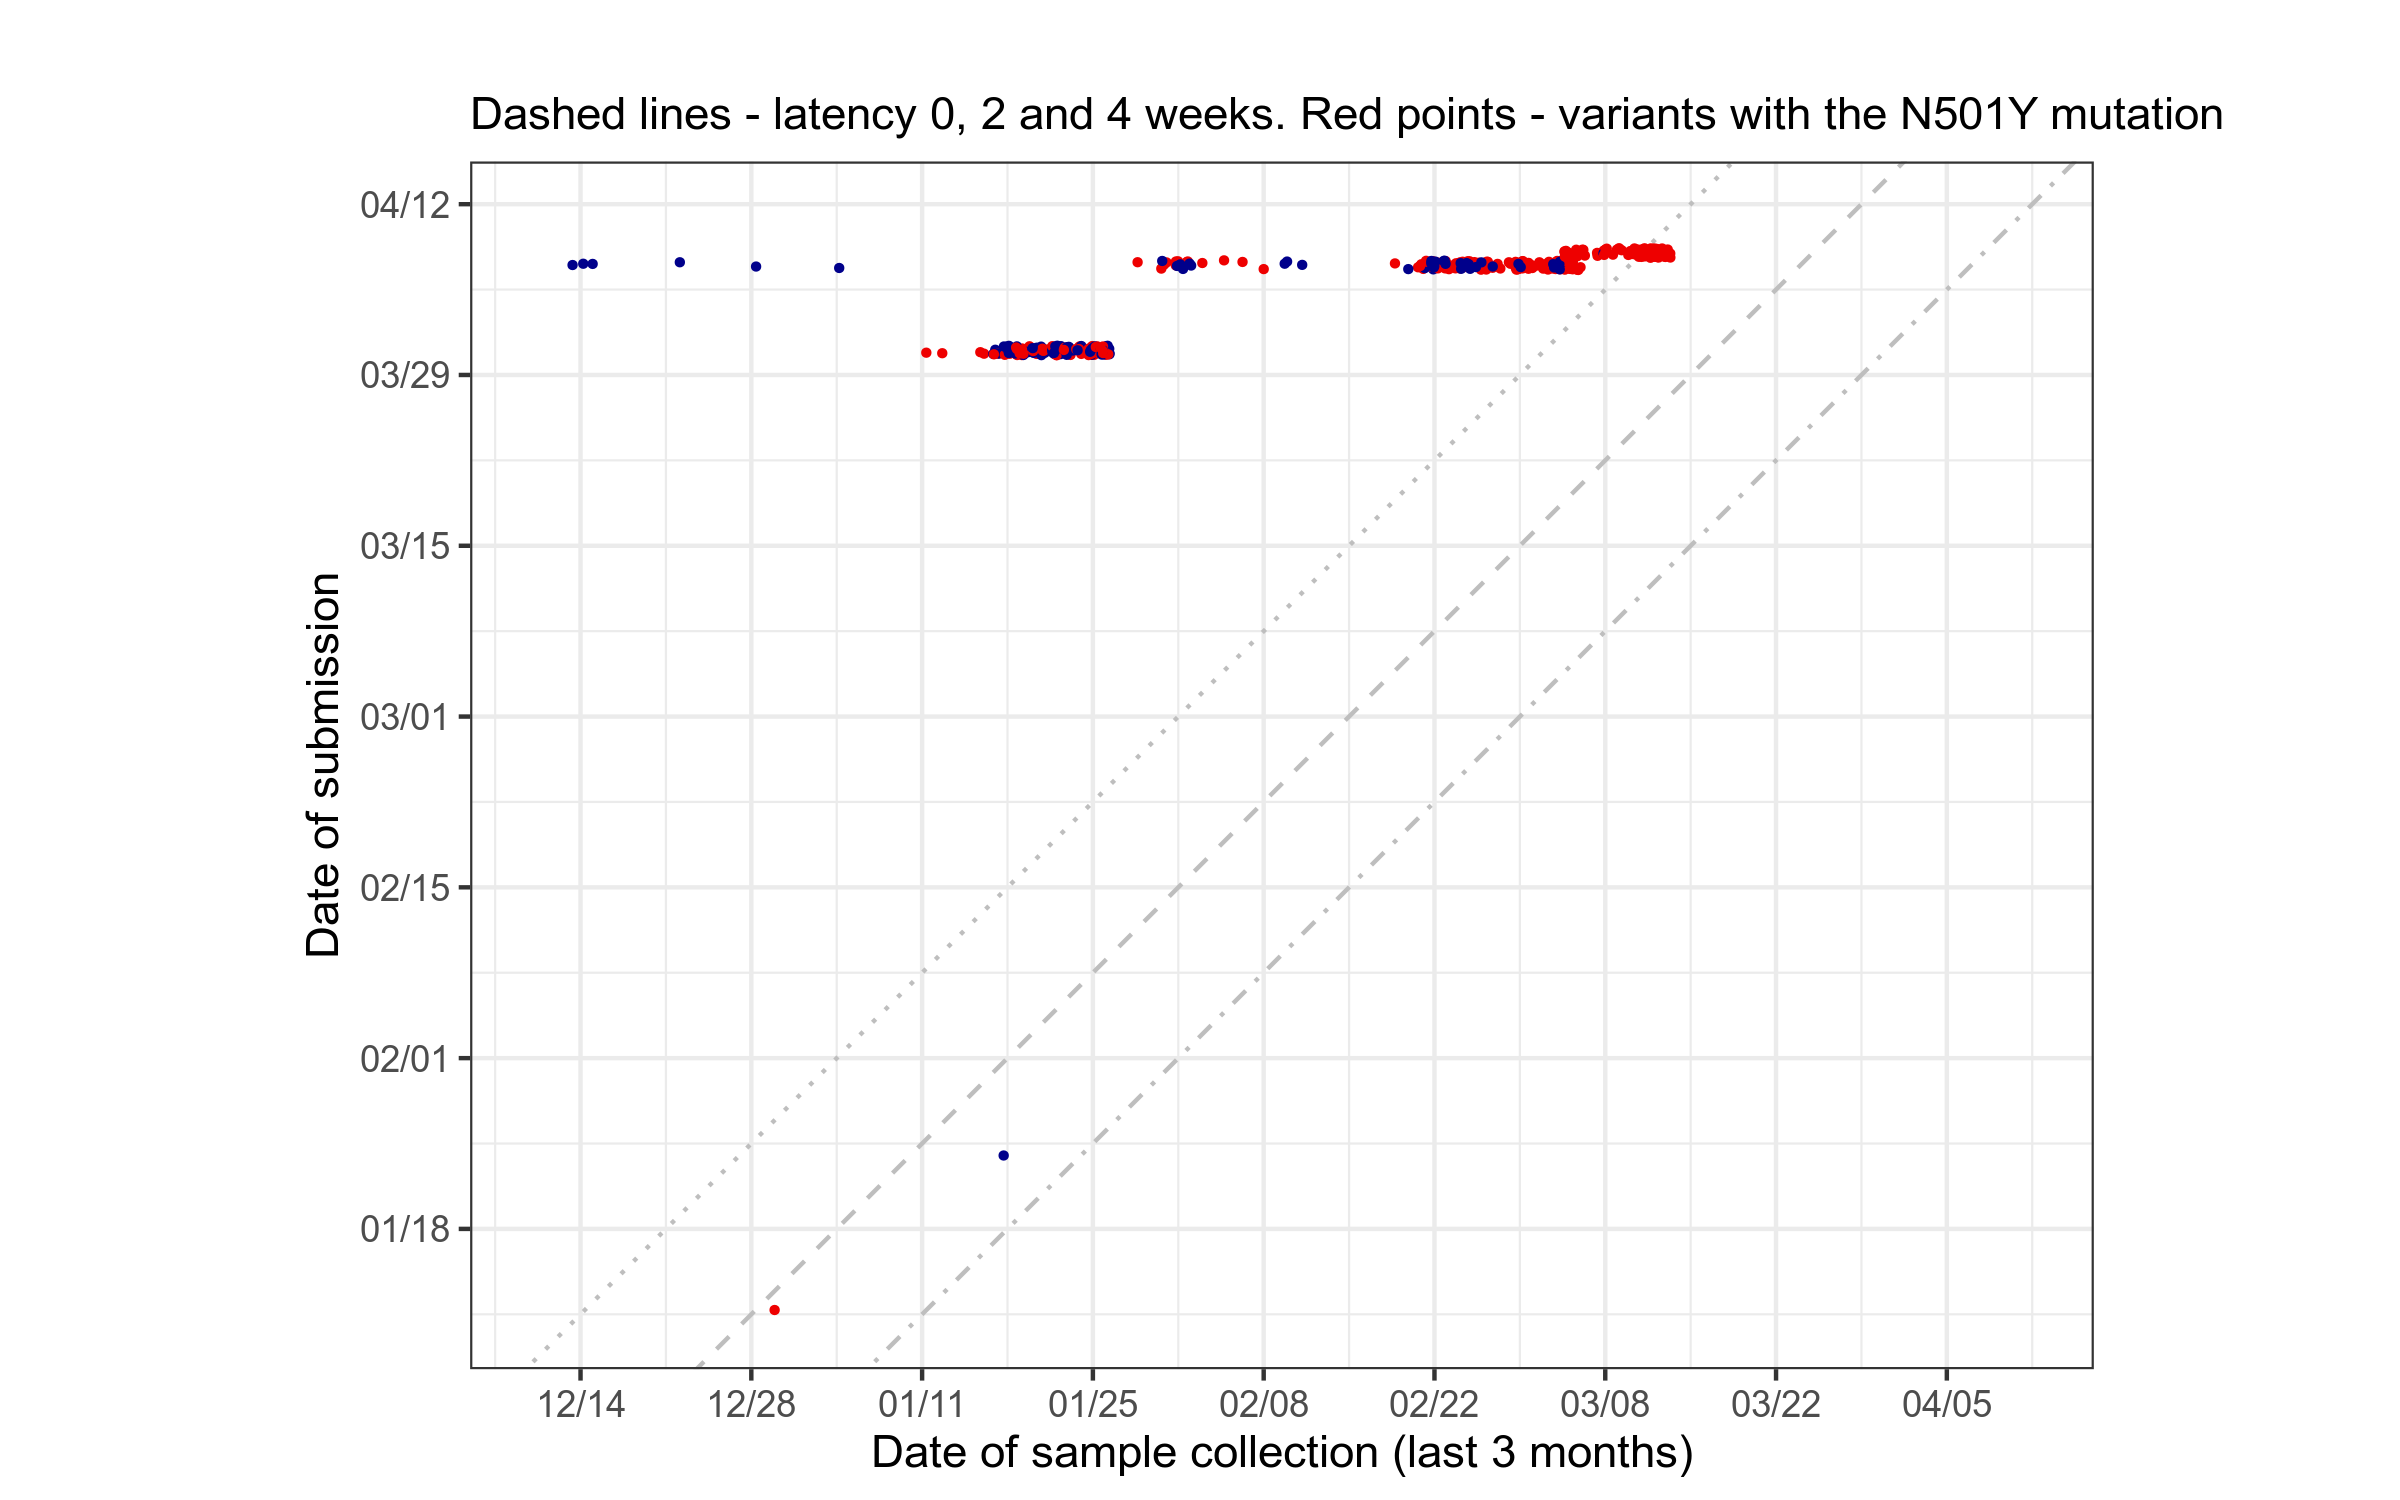 Dashed lines - latency 0, 2 and 4 weeks. Red points - variants with the N501Y mutation
04/12
03/29
03/15
03/01
02/15
02/01
01/18
Date of submission
12/14 12/28 01/11 01/25 02/08 02/22 03/08 03/22 04/05
Date of sample collection (last 3 months)